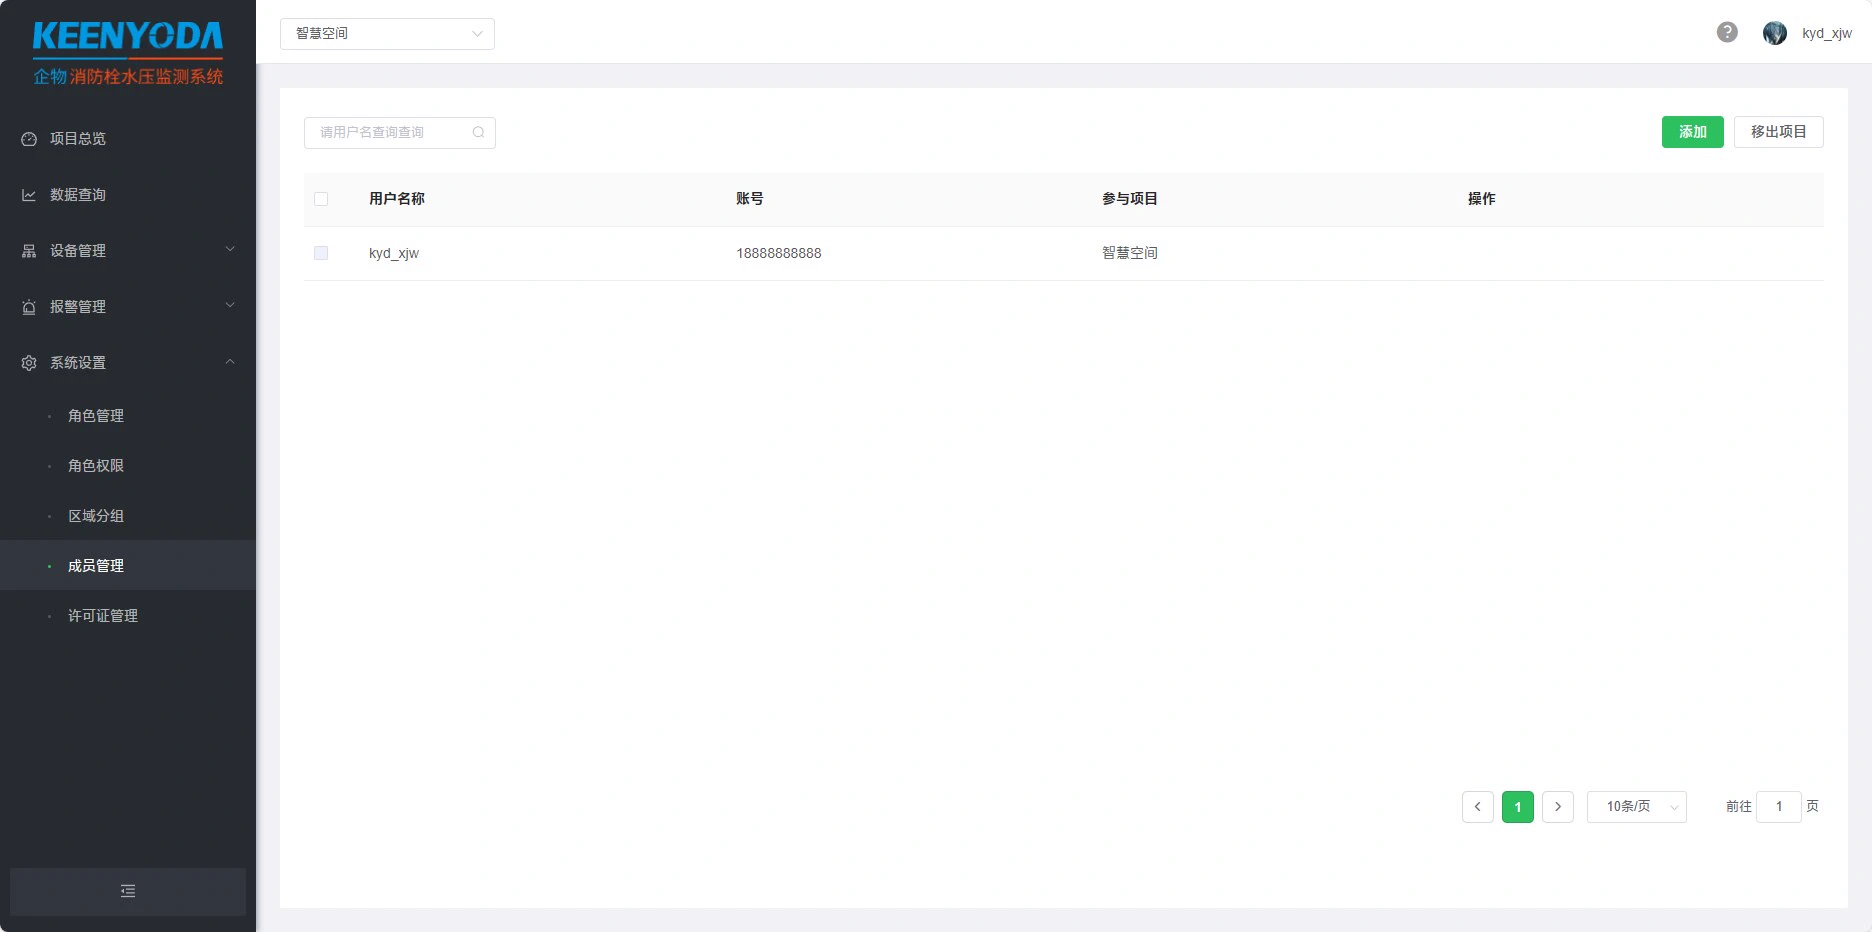 KEENYODA
企物 消防栓水压监测系统
项目总览
数据查询
设备管理
报警管理
系统设置
角色管理
角色权限
区域分组
成员管理
许可证管理
智慧空间
? kyd_xjw
请用户名查询查询
添加 移出项目
用户名称 账号 参与项目 操作
kyd_xjw 18888888888 智慧空间
1 10条/页 前往 1 页